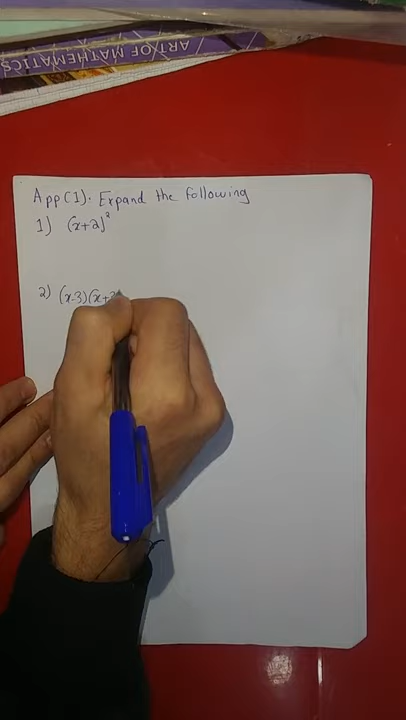 ART OF MATHEMATICS
App(1). Expand the following
1) (x+2)²
2) (x-3)(x+